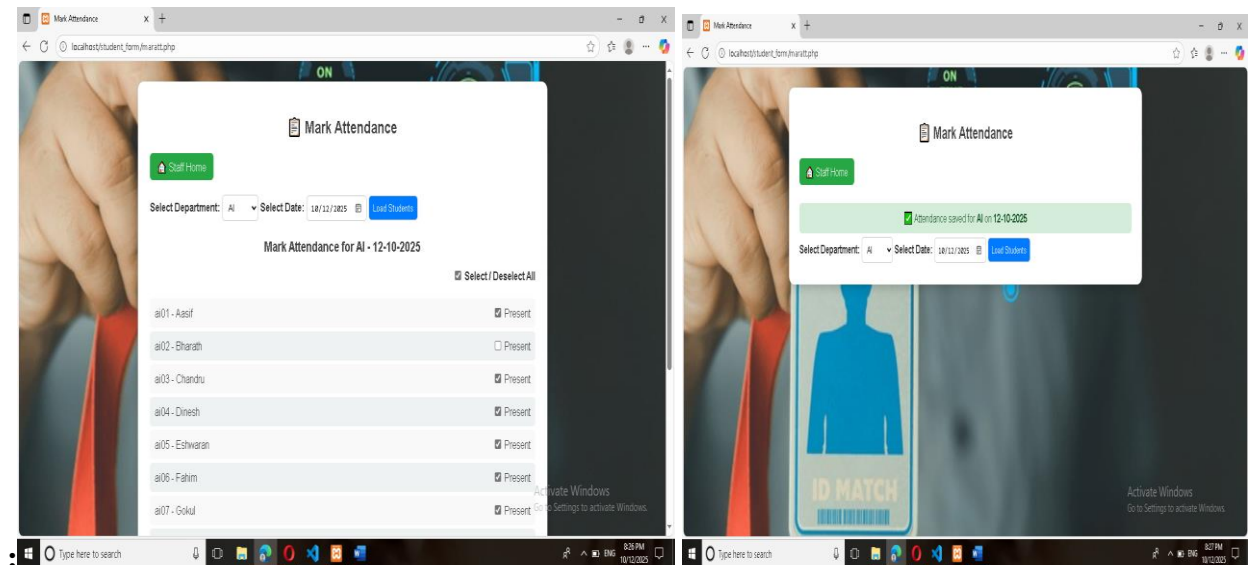 Mark Attendance
localhost/student_form/maratt.php
ON
Mark Attendance
Staff Home
Select Department: AI Select Date: 10/12/2025 Load Students
Mark Attendance for AI - 12-10-2025
Select / Deselect All
ai01 - Aasif Present
ai02 - Bharath Present
ai03 - Chandru Present
ai04 - Dinesh Present
ai05 - Eshwaran Present
ai06 - Fahim Present
ai07 - Gokul Present
Activate Windows
Go to Settings to activate Windows.
:
Type here to search
ENG
8:26 PM
10/12/2025
Mark Attendance
localhost/student_form/maratt.php
ON
Mark Attendance
Staff Home
Attendance saved for AI on 12-10-2025
Select Department: AI Select Date: 10/12/2025 Load Students
ID MATCH
Activate Windows
Go to Settings to activate Windows.
Type here to search
ENG
8:27 PM
10/12/2025